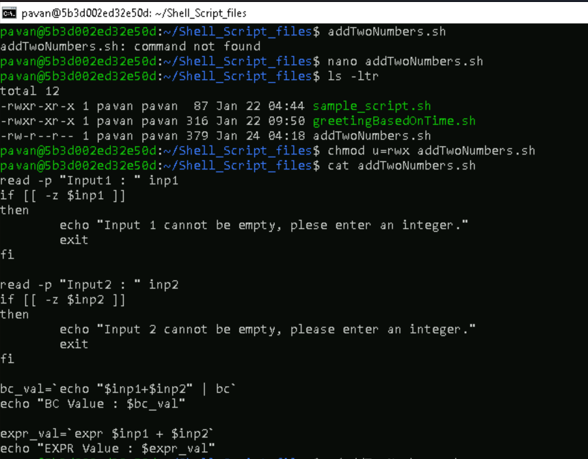 pavan@5b3d002ed32e50d: ~/Shell_Script_files
pavan@5b3d002ed32e50d:~/Shell_Script_files$ addTwoNumbers.sh
addTwoNumbers.sh: command not found
pavan@5b3d002ed32e50d:~/Shell_Script_files$ nano addTwoNumbers.sh
pavan@5b3d002ed32e50d:~/Shell_Script_files$ ls -ltr
total 12
-rwxr-xr-x 1 pavan pavan  87 Jan 22 04:44 sample_script.sh
-rwxr-xr-x 1 pavan pavan 316 Jan 22 09:50 greetingBasedOnTime.sh
-rw-r--r-- 1 pavan pavan 379 Jan 24 04:18 addTwoNumbers.sh
pavan@5b3d002ed32e50d:~/Shell_Script_files$ chmod u=rwx addTwoNumbers.sh
pavan@5b3d002ed32e50d:~/Shell_Script_files$ cat addTwoNumbers.sh
read -p "Input1 : " inp1
if [[ -z $inp1 ]]
then
        echo "Input 1 cannot be empty, plese enter an integer."
        exit
fi

read -p "Input2 : " inp2
if [[ -z $inp2 ]]
then
        echo "Input 2 cannot be empty, please enter an integer."
        exit
fi

bc_val=`echo "$inp1+$inp2" | bc`
echo "BC Value : $bc_val"

expr_val=`expr $inp1 + $inp2`
echo "EXPR Value : $expr_val"